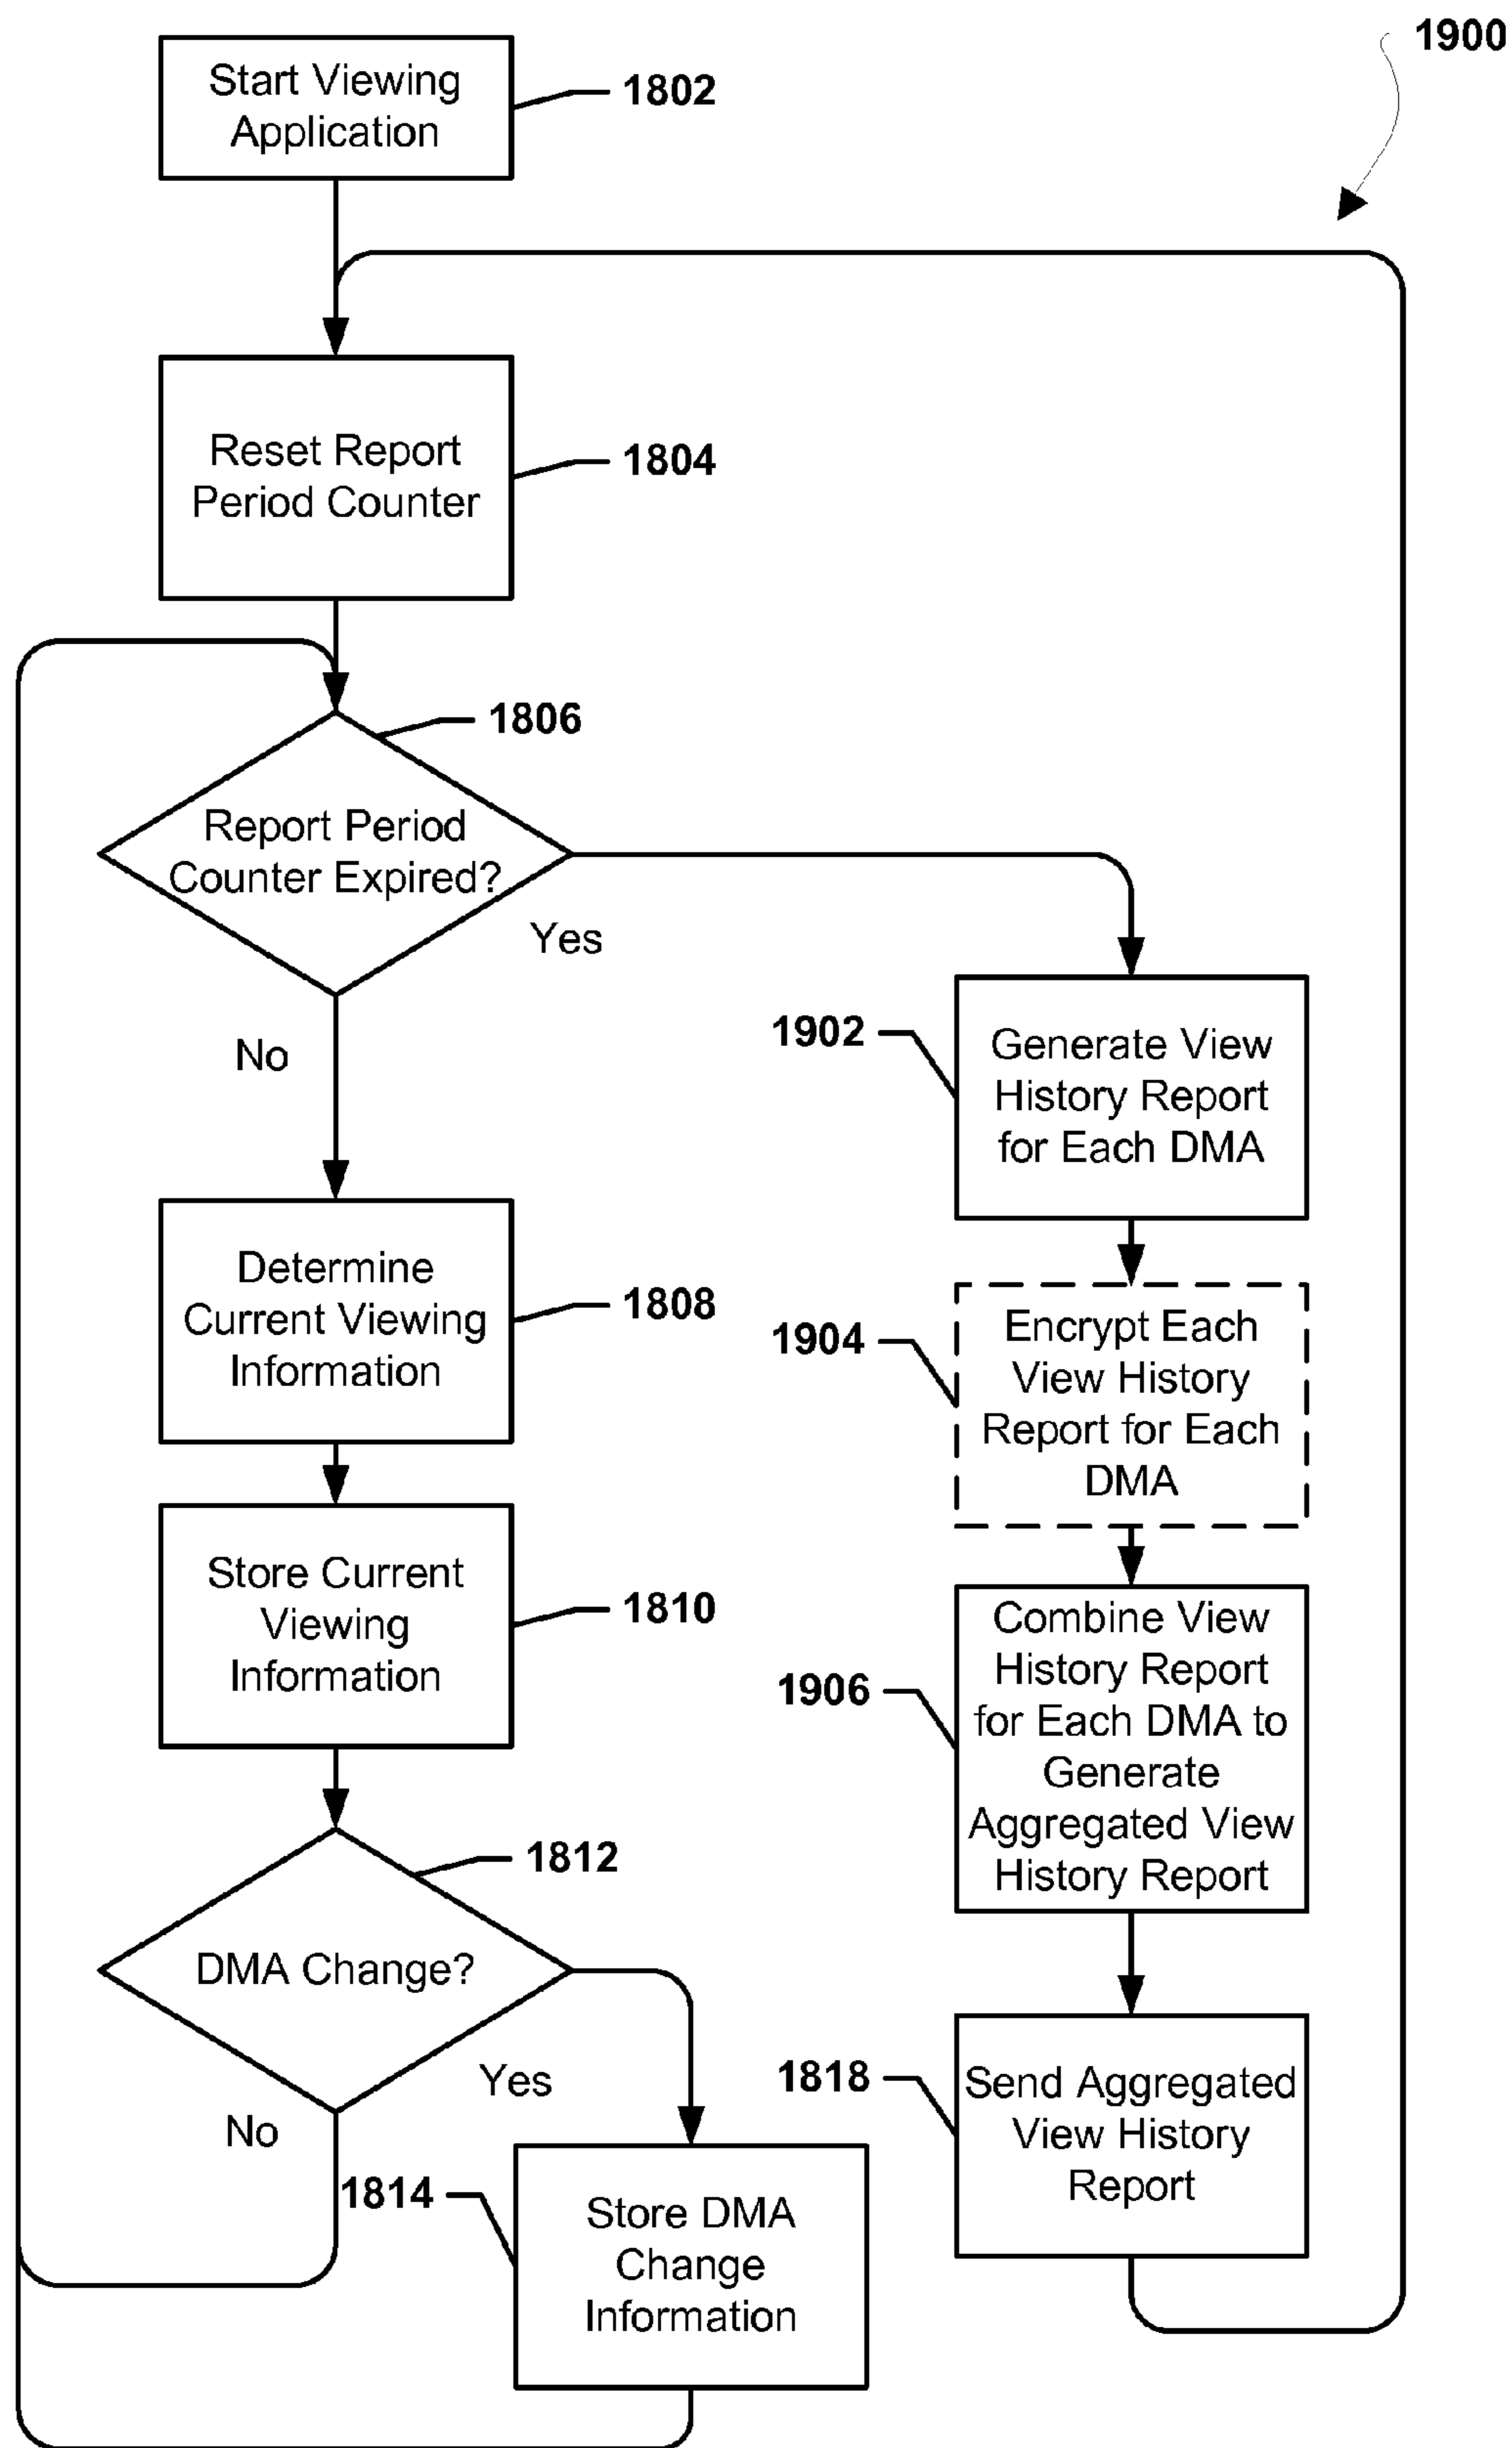 1900
Start Viewing
Application
1802
Reset Report
Period Counter
1804
1806
Report Period
Counter Expired?
Yes
No
1902
Generate View
History Report
for Each DMA
Determine
Current Viewing
Information
1808
1904
Encrypt Each
View History
Report for Each
DMA
Store Current
Viewing
Information
1810
1906
Combine View
History Report
for Each DMA to
Generate
Aggregated View
History Report
1812
DMA Change?
Yes
No
1818
Send Aggregated
View History
Report
1814
Store DMA
Change
Information